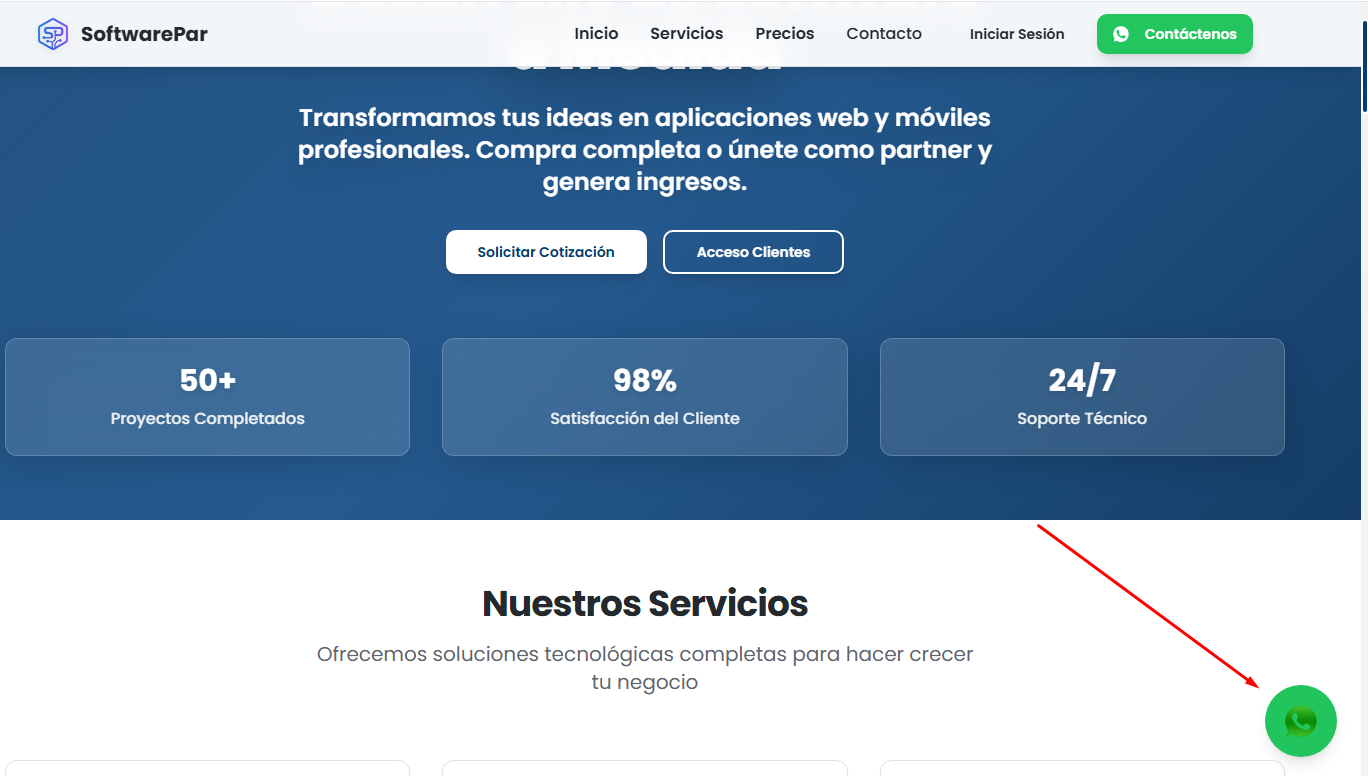 SoftwarePar
Inicio
Servicios
Precios
Contacto
Iniciar Sesión
Contáctenos
Transformamos tus ideas en aplicaciones web y móviles
profesionales. Compra completa o únete como partner y
genera ingresos.
Solicitar Cotización
Acceso Clientes
50+
Proyectos Completados
98%
Satisfacción del Cliente
24/7
Soporte Técnico
Nuestros Servicios
Ofrecemos soluciones tecnológicas completas para hacer crecer
tu negocio